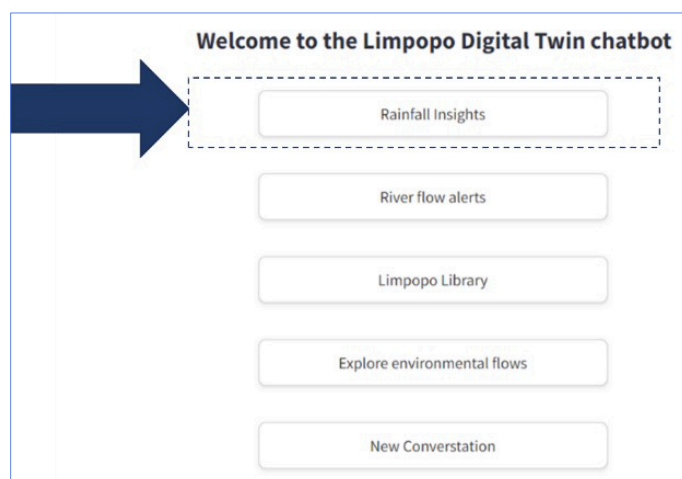 Welcome to the Limpopo Digital Twin chatbot
Rainfall Insights
River flow alerts
Limpopo Library
Explore environmental flows
New Converstation